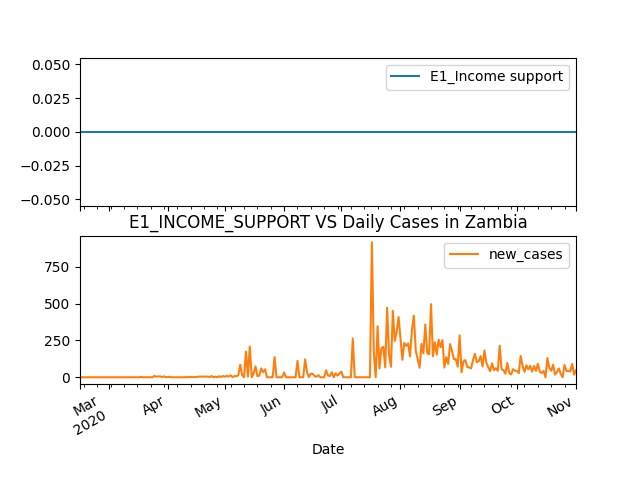 0.050
0.025
0.000
−0.025
−0.050
E1_Income support
E1_INCOME_SUPPORT VS Daily Cases in Zambia
750
500
250
0
new_cases
Mar
2020
Apr
May
Jun
Jul
Aug
Sep
Oct
Nov
Date